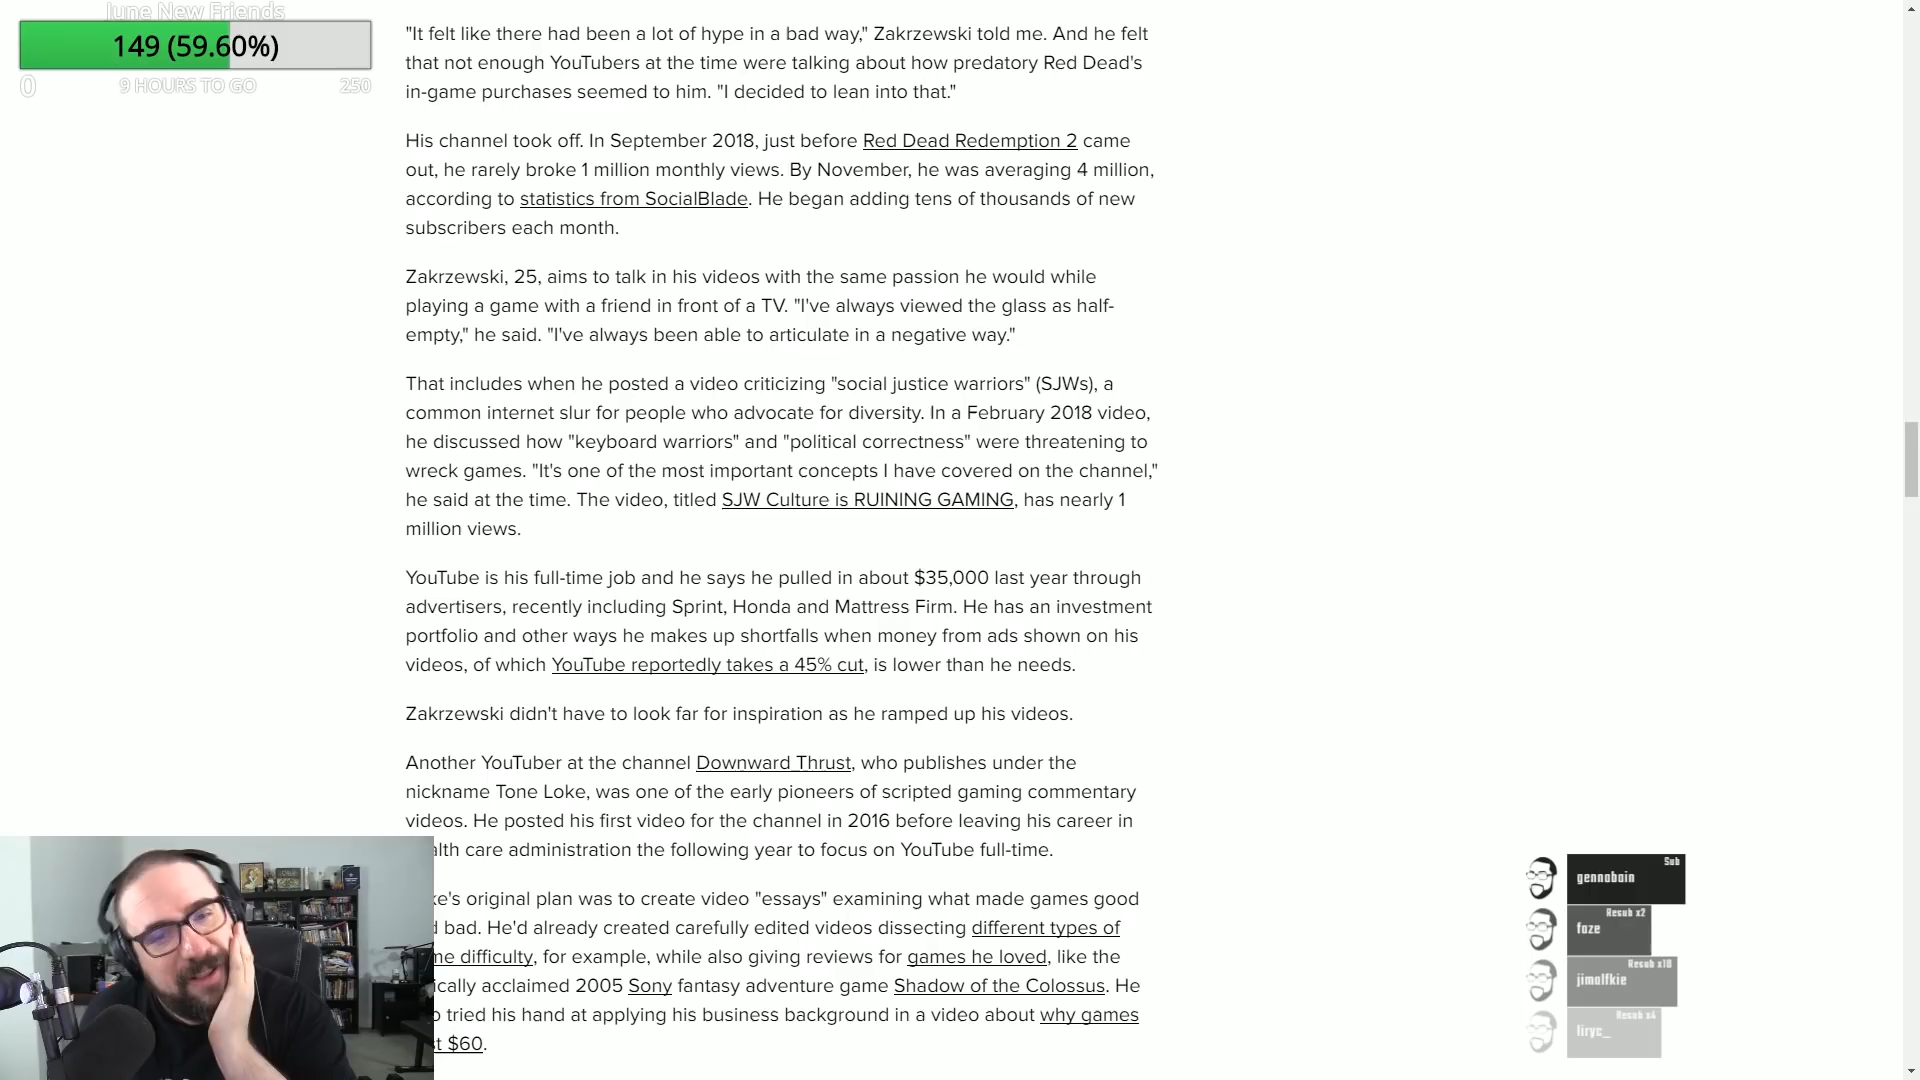 June New Friends
149 (59.60%)
0 9 HOURS TO GO 250
"It felt like there had been a lot of hype in a bad way," Zakrzewski told me. And he felt
that not enough YouTubers at the time were talking about how predatory Red Dead's
in-game purchases seemed to him. "I decided to lean into that."
His channel took off. In September 2018, just before Red Dead Redemption 2 came
out, he rarely broke 1 million monthly views. By November, he was averaging 4 million,
according to statistics from SocialBlade. He began adding tens of thousands of new
subscribers each month.
Zakrzewski, 25, aims to talk in his videos with the same passion he would while
playing a game with a friend in front of a TV. "I've always viewed the glass as half-
empty," he said. "I've always been able to articulate in a negative way."
That includes when he posted a video criticizing "social justice warriors" (SJWs), a
common internet slur for people who advocate for diversity. In a February 2018 video,
he discussed how "keyboard warriors" and "political correctness" were threatening to
wreck games. "It's one of the most important concepts I have covered on the channel,"
he said at the time. The video, titled SJW Culture is RUINING GAMING, has nearly 1
million views.
YouTube is his full-time job and he says he pulled in about $35,000 last year through
advertisers, recently including Sprint, Honda and Mattress Firm. He has an investment
portfolio and other ways he makes up shortfalls when money from ads shown on his
videos, of which YouTube reportedly takes a 45% cut, is lower than he needs.
Zakrzewski didn't have to look far for inspiration as he ramped up his videos.
Another YouTuber at the channel Downward Thrust, who publishes under the
nickname Tone Loke, was one of the early pioneers of scripted gaming commentary
videos. He posted his first video for the channel in 2016 before leaving his career in
alth care administration the following year to focus on YouTube full-time.
ke's original plan was to create video "essays" examining what made games good
d bad. He'd already created carefully edited videos dissecting different types of
me difficulty, for example, while also giving reviews for games he loved, like the
ically acclaimed 2005 Sony fantasy adventure game Shadow of the Colossus. He
o tried his hand at applying his business background in a video about why games
t $60.
Sub
gennobain
Resub x2
foze
Resub x10
jimalfkie
Resub x4
liryc_